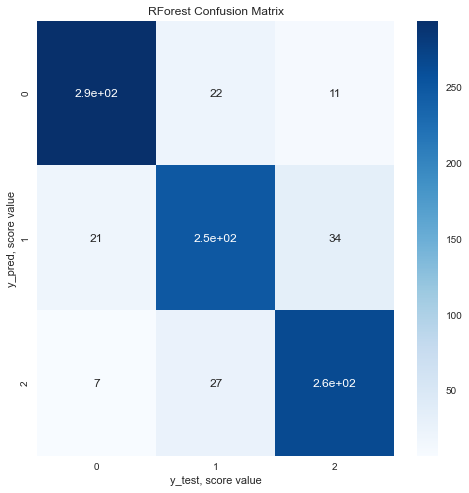 RForest Confusion Matrix
y_pred, score value
0
2.9e+02
22
11
1
21
2.5e+02
34
2
7
27
2.6e+02
0
1
2
y_test, score value
250
200
150
100
50